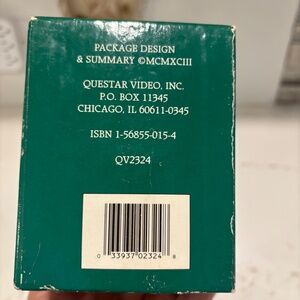 PACKAGE DESIGN
& SUMMARY ©MCMXCIII
QUESTAR VIDEO, INC.
P.O. BOX 11345
CHICAGO, IL 60611-0345
ISBN 1-56855-015-4
QV2324
0 33937 02324 8